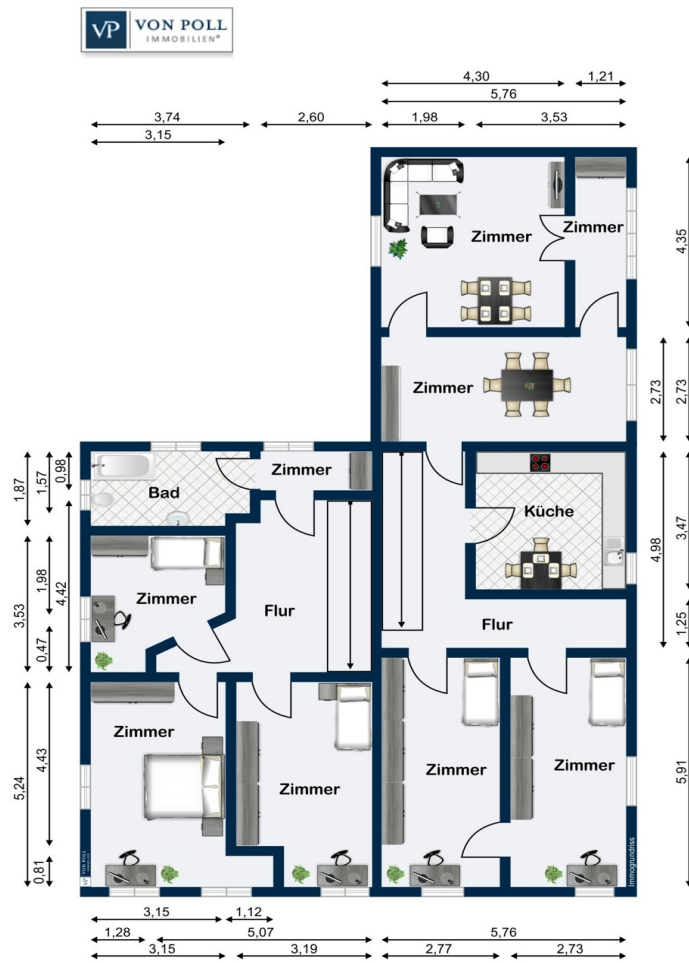 VP VON POLL
IMMOBILIEN®
4,30 1,21
5,76
3,74 2,60 1,98 3,53
3,15
Zimmer Zimmer
4,35
Zimmer
2,73 2,73
Bad Zimmer
Küche
1,87 1,57 0,98
4,98 3,47
Zimmer
Flur
3,53 1,98 4,42
0,47
Flur
1,25
Zimmer
Zimmer
Zimmer
Zimmer
5,24 4,43
0,81
5,91
VP VON POLL
Immogrundriss
3,15 1,12 5,76
1,28 5,07
3,15 3,19 2,77 2,73